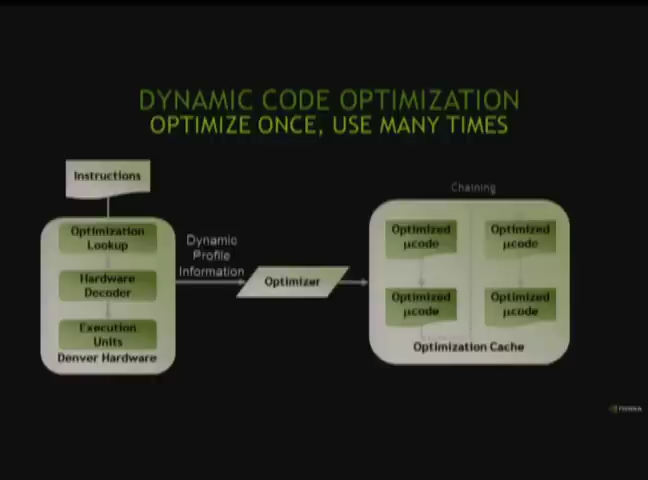 DYNAMIC CODE OPTIMIZATION
OPTIMIZE ONCE, USE MANY TIMES
Instructions
Optimization
Lookup
Hardware
Decoder
Execution
Units
Denver Hardware
Dynamic
Profile
Information
Optimizer
Chaining
Optimized
µcode
Optimized
µcode
Optimized
µcode
Optimized
µcode
Optimization Cache
NVIDIA